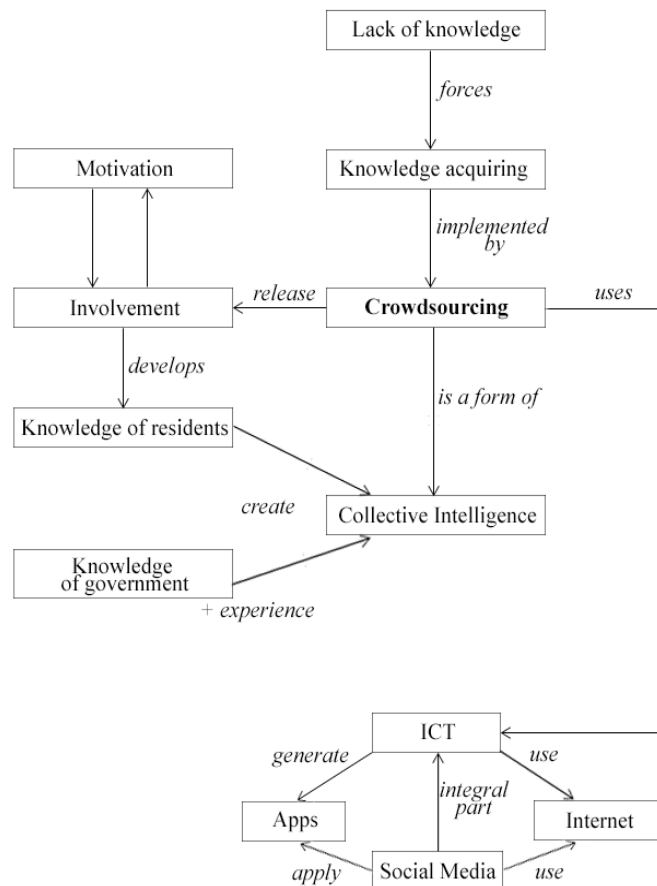 Lack of knowledge
forces
Motivation
Knowledge acquiring
implemented
by
Involvement
release
Crowdsourcing
uses
develops
is a form of
Knowledge of residents
create
Collective Intelligence
Knowledge
of government
+ experience
ICT
generate
use
integral
part
Apps
Internet
apply
Social Media
use